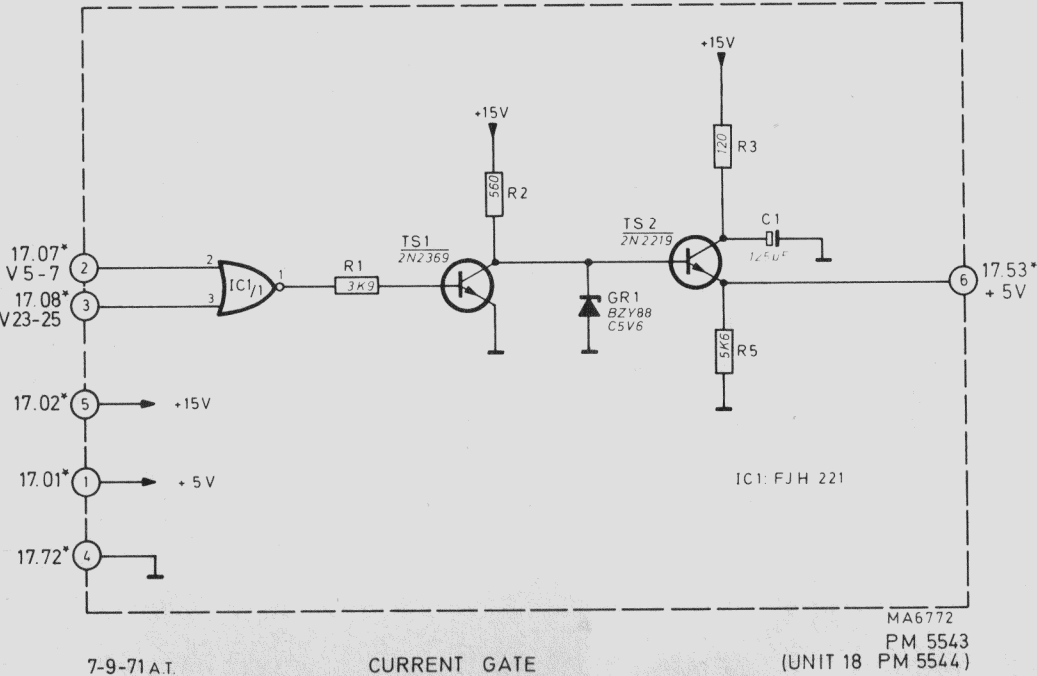 +15V
120
R3
+15V
560
R2
TS1
2N2369
TS2
2N2219
C1
125UF
17.07*
V5-7
2
2
IC1/1
1
R1
3K9
17.08*
V23-25
3
3
GR1
BZY88
C5V6
6
17.53*
+5V
5K6
R5
17.02*
5
+15V
17.01*
1
+5V
IC1: FJH 221
17.72*
4
MA6772
PM 5543
(UNIT 18 PM 5544)
7-9-71 A.T.
CURRENT GATE